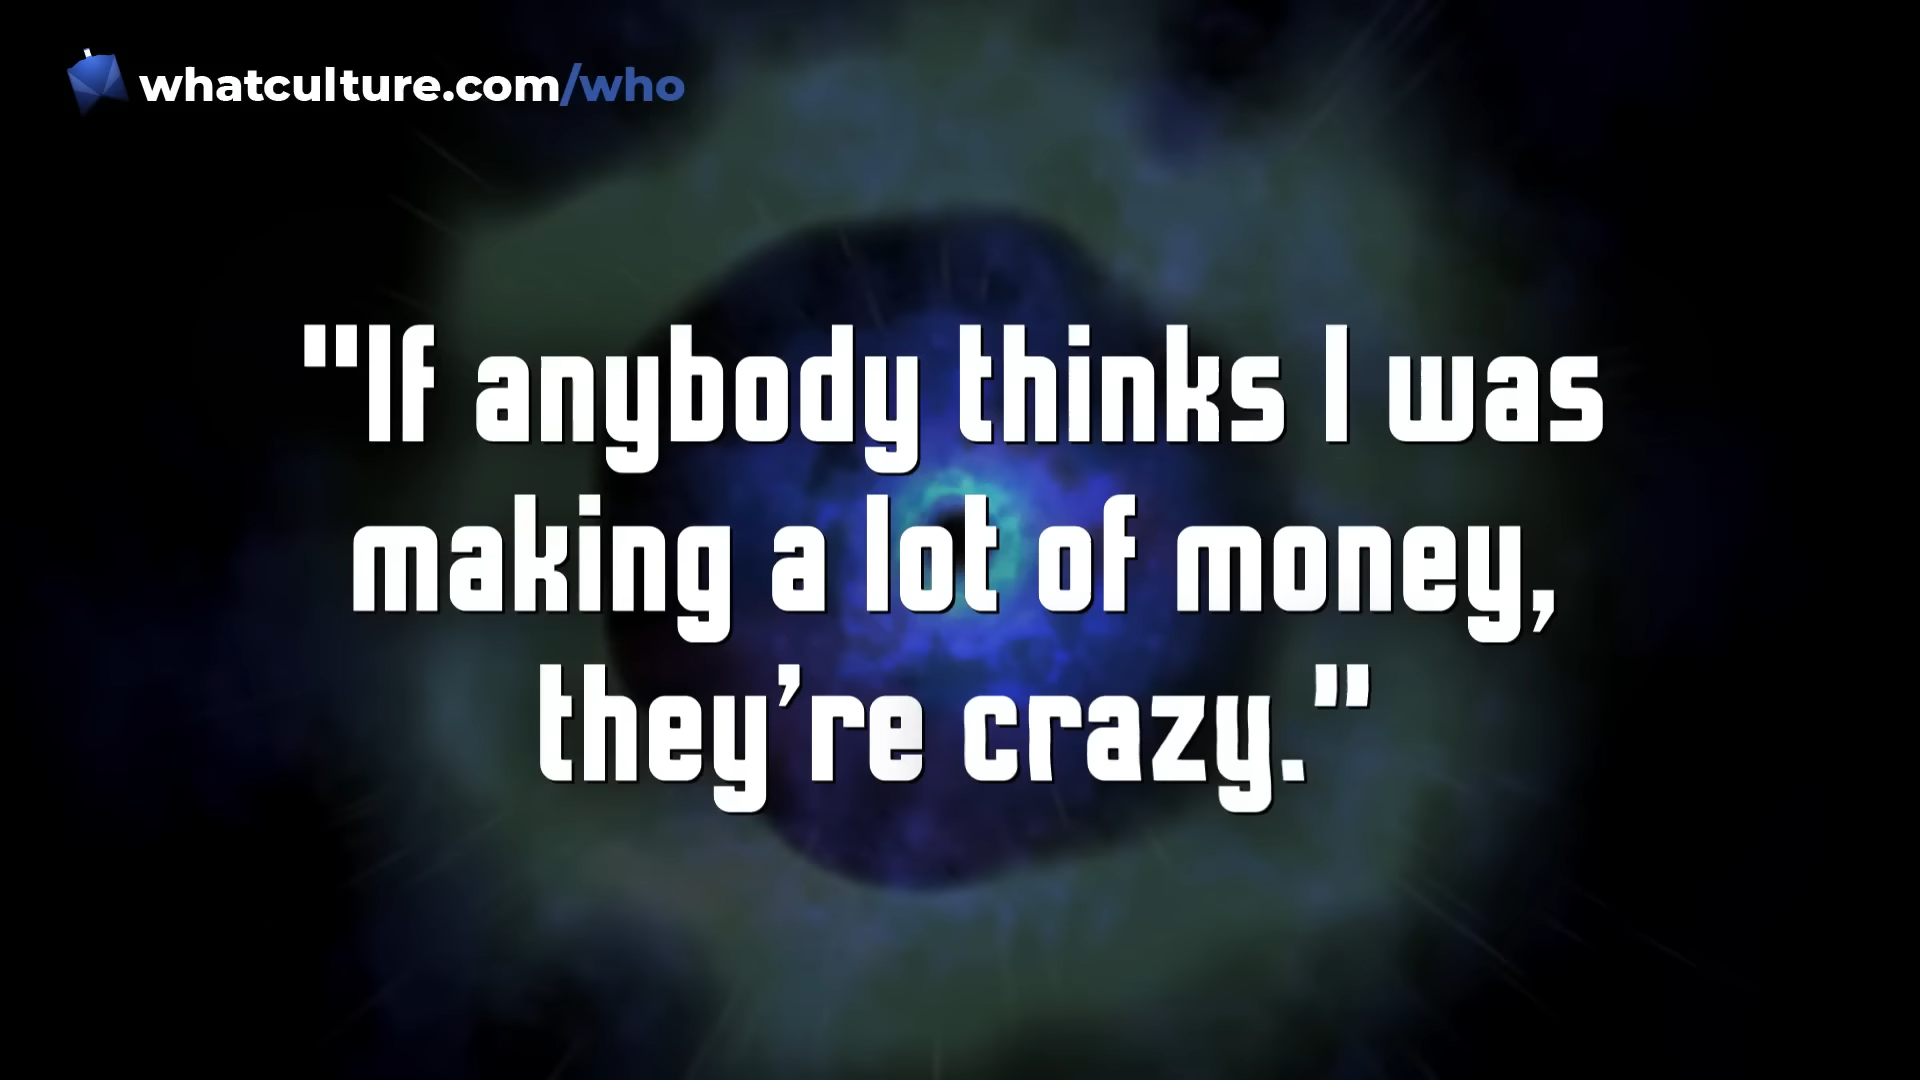 whatculture.com/who
"If anybody thinks I was
making a lot of money,
they’re crazy."